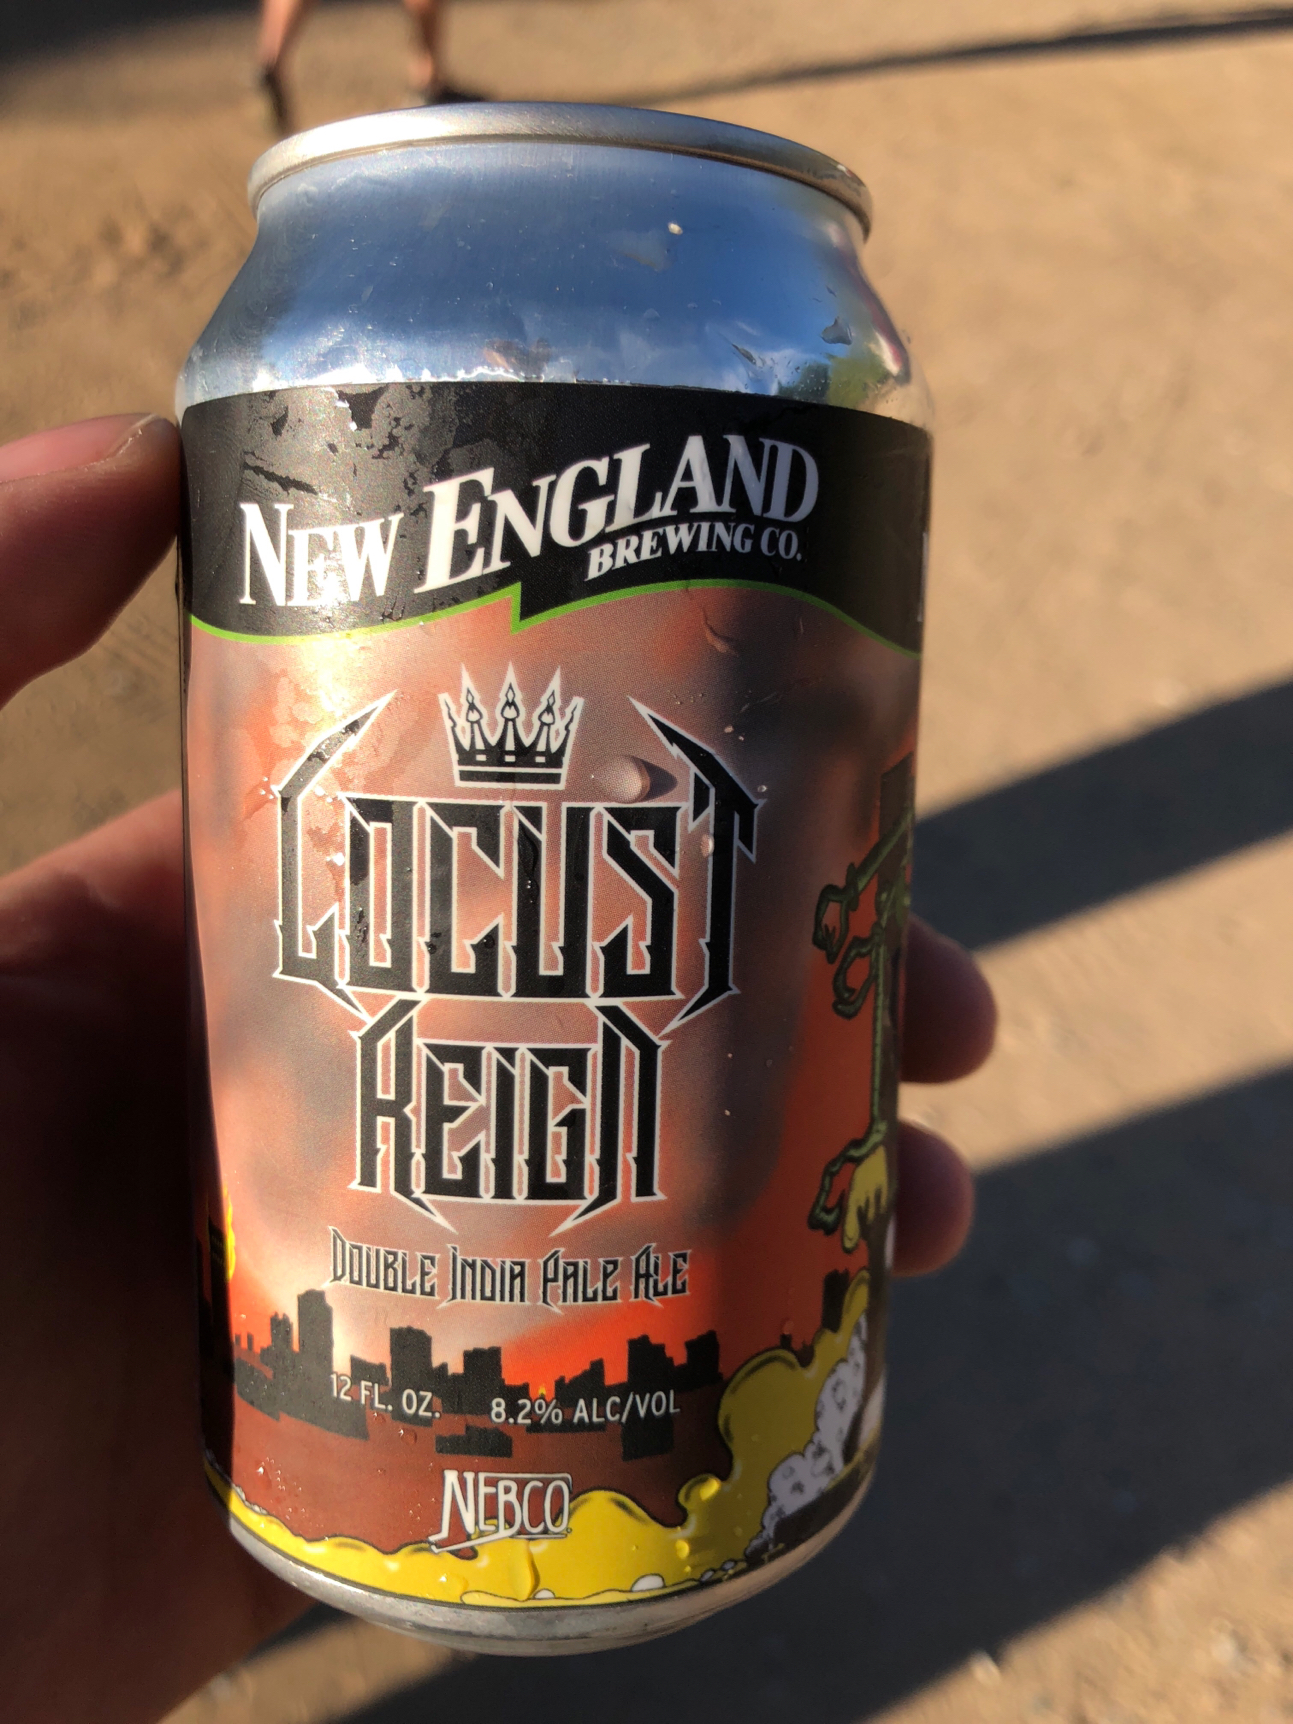 NEW ENGLAND
BREWING CO.
LOCUST
REIGN
DOUBLE INDIA PALE ALE
12 FL. OZ. 8.2% ALC/VOL
NEBCO